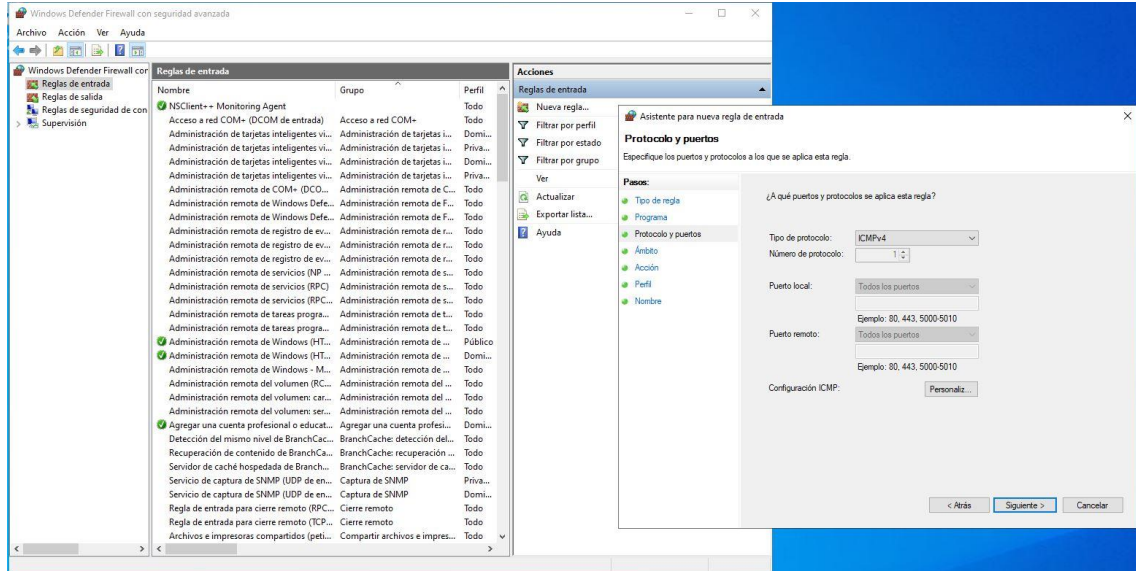 Windows Defender Firewall con seguridad avanzada
Archivo Acción Ver Ayuda
Windows Defender Firewall con
Reglas de entrada
Reglas de salida
Reglas de seguridad de con
Supervisión
Reglas de entrada
Nombre Grupo Perfil
NSClient++ Monitoring Agent Todo
Acceso a red COM+ (DCOM de entrada) Acceso a red COM+ Todo
Administración de tarjetas inteligentes vi... Administración de tarjetas i... Domi...
Administración de tarjetas inteligentes vi... Administración de tarjetas i... Priva...
Administración de tarjetas inteligentes vi... Administración de tarjetas i... Domi...
Administración de tarjetas inteligentes vi... Administración de tarjetas i... Priva...
Administración remota de COM+ (DCO... Administración remota de C... Todo
Administración remota de Windows Defe... Administración remota de F... Todo
Administración remota de Windows Defe... Administración remota de F... Todo
Administración remota de registro de ev... Administración remota de r... Todo
Administración remota de registro de ev... Administración remota de r... Todo
Administración remota de registro de ev... Administración remota de r... Todo
Administración remota de servicios (NP ... Administración remota de s... Todo
Administración remota de servicios (RPC) Administración remota de s... Todo
Administración remota de servicios (RPC... Administración remota de s... Todo
Administración remota de tareas progra... Administración remota de t... Todo
Administración remota de tareas progra... Administración remota de t... Todo
Administración remota de Windows (HT... Administración remota de ... Público
Administración remota de Windows (HT... Administración remota de ... Domi...
Administración remota de Windows - M... Administración remota de ... Todo
Administración remota del volumen (RC... Administración remota del ... Todo
Administración remota del volumen: car... Administración remota del ... Todo
Administración remota del volumen: ser... Administración remota del ... Todo
Agregar una cuenta profesional o educat... Agregar una cuenta profesi... Domi...
Detección del mismo nivel de BranchCac... BranchCache: detección del... Todo
Recuperación de contenido de BranchCa... BranchCache: recuperación ... Todo
Servidor de caché hospedada de Branch... BranchCache: servidor de ca... Todo
Servicio de captura de SNMP (UDP de en... Captura de SNMP Priva...
Servicio de captura de SNMP (UDP de en... Captura de SNMP Domi...
Regla de entrada para cierre remoto (RPC... Cierre remoto Todo
Regla de entrada para cierre remoto (TCP... Cierre remoto Todo
Archivos e impresoras compartidos (peti... Compartir archivos e impres... Todo
Acciones
Reglas de entrada
Nueva regla...
Filtrar por perfil
Filtrar por estado
Filtrar por grupo
Ver
Actualizar
Exportar lista...
Ayuda
Asistente para nueva regla de entrada
Protocolo y puertos
Especifique los puertos y protocolos a los que se aplica esta regla.
Pasos:
Tipo de regla
Programa
Protocolo y puertos
Ámbito
Acción
Perfil
Nombre
¿A qué puertos y protocolos se aplica esta regla?
Tipo de protocolo: ICMPv4
Número de protocolo: 1
Puerto local: Todos los puertos
Ejemplo: 80, 443, 5000-5010
Puerto remoto: Todos los puertos
Ejemplo: 80, 443, 5000-5010
Configuración ICMP: Personaliz...
< Atrás Siguiente > Cancelar